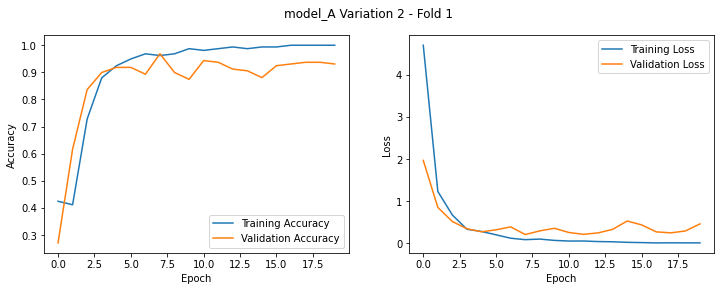 model_A Variation 2 - Fold 1
Accuracy
1.0
0.9
0.8
0.7
0.6
0.5
0.4
0.3
Training Accuracy
Validation Accuracy
0.0 2.5 5.0 7.5 10.0 12.5 15.0 17.5
Epoch
Loss
4
3
2
1
0
Training Loss
Validation Loss
0.0 2.5 5.0 7.5 10.0 12.5 15.0 17.5
Epoch